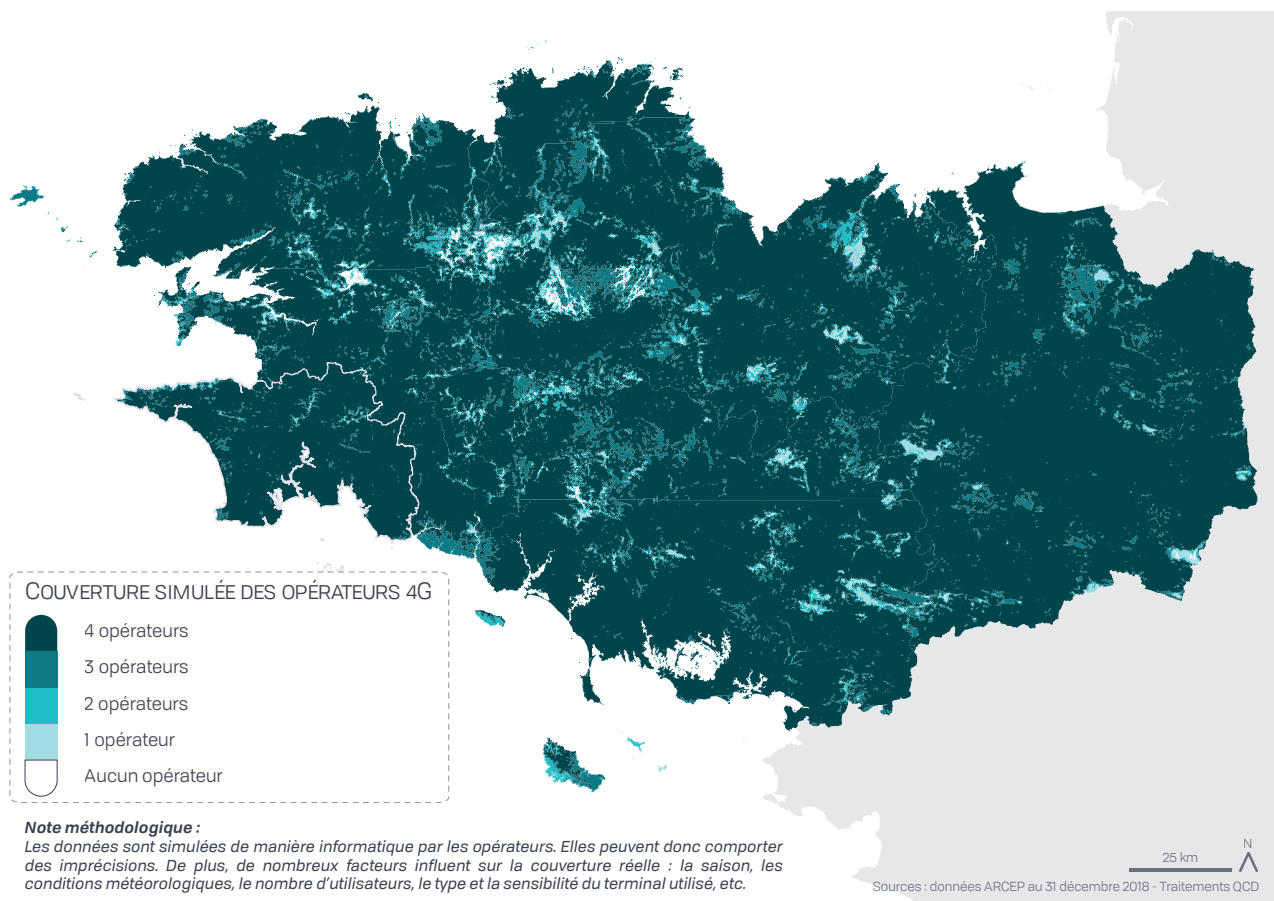 COUVERTURE SIMULÉE DES OPÉRATEURS 4G
4 opérateurs
3 opérateurs
2 opérateurs
1 opérateur
Aucun opérateur
Note méthodologique :
Les données sont simulées de manière informatique par les opérateurs. Elles peuvent donc comporter
des imprécisions. De plus, de nombreux facteurs influent sur la couverture réelle : la saison, les
conditions météorologiques, le nombre d'utilisateurs, le type et la sensibilité du terminal utilisé, etc.
N
25 km
Sources : données ARCEP au 31 décembre 2018 - Traitements QCD